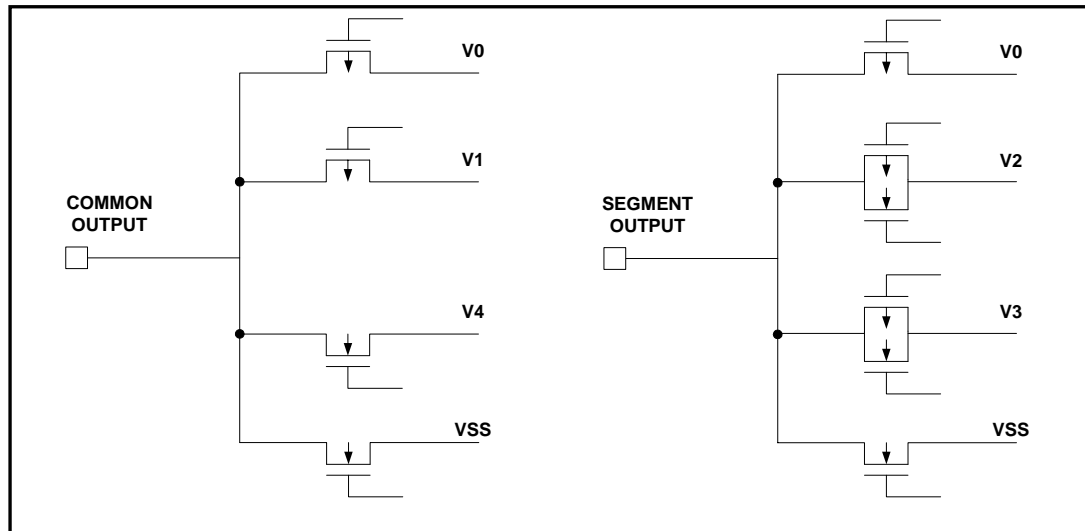 V0
V1
COMMON
OUTPUT
V4
VSS
V0
V2
SEGMENT
OUTPUT
V3
VSS